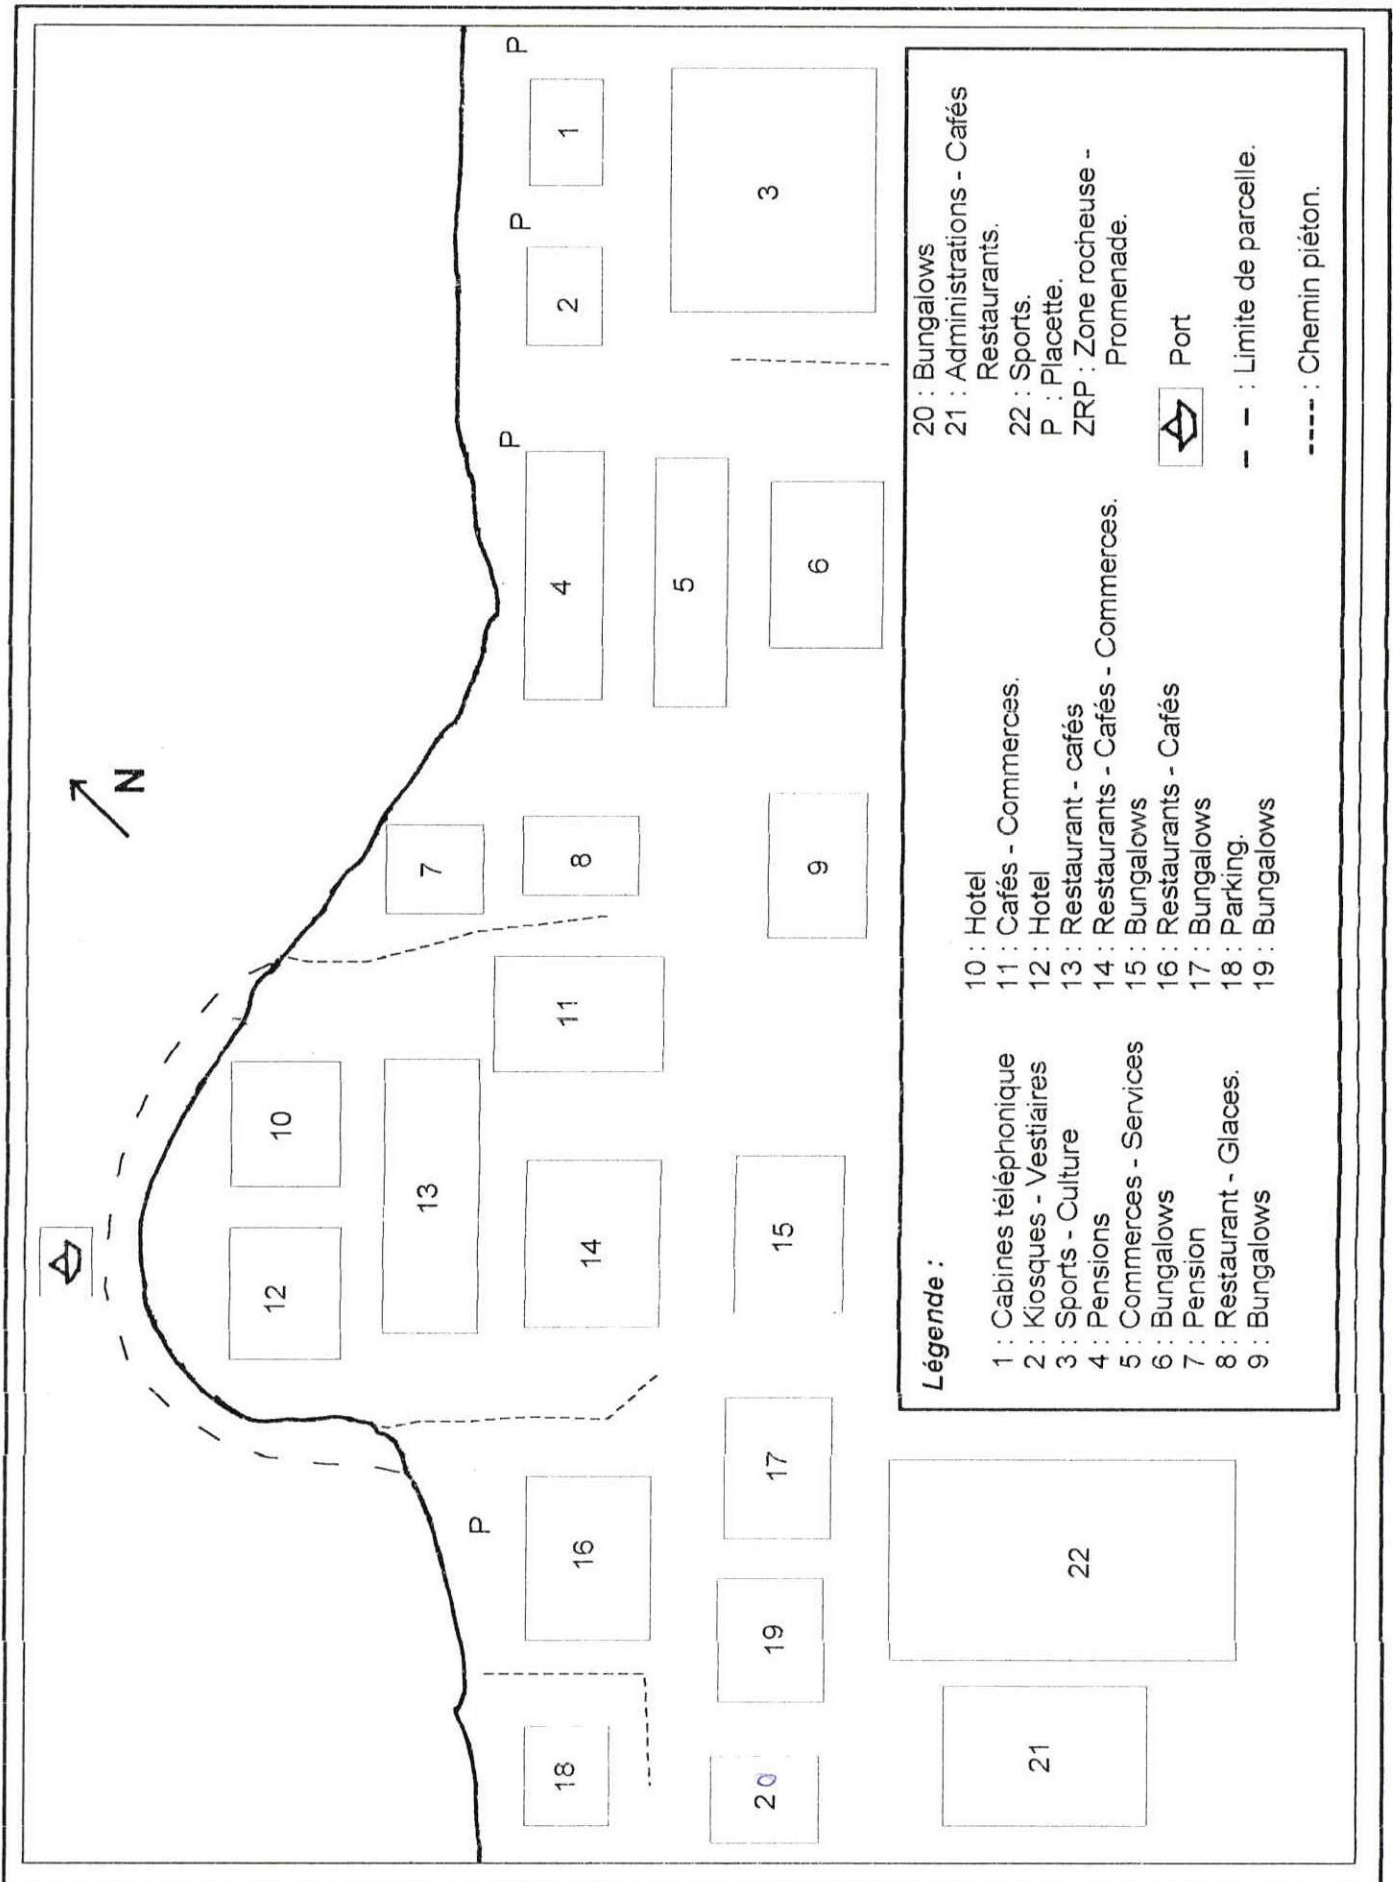 N
P
P
P
P
1
2
3
4
5
6
7
8
9
10
11
12
13
14
15
16
17
18
19
20
21
22
Légende :
1 : Cabines téléphonique
2 : Kiosques - Vestiaires
3 : Sports - Culture
4 : Pensions
5 : Commerces - Services
6 : Bungalows
7 : Pension
8 : Restaurant - Glaces.
9 : Bungalows
10 : Hotel
11 : Cafés - Commerces.
12 : Hotel
13 : Restaurant - cafés
14 : Restaurants - Cafés - Commerces.
15 : Bungalows
16 : Restaurants - Cafés
17 : Bungalows
18 : Parking.
19 : Bungalows
20 : Bungalows
21 : Administrations - Cafés
Restaurants.
22 : Sports.
P : Placette.
ZRP : Zone rocheuse -
Promenade.
Port
– – : Limite de parcelle.
---- : Chemin piéton.